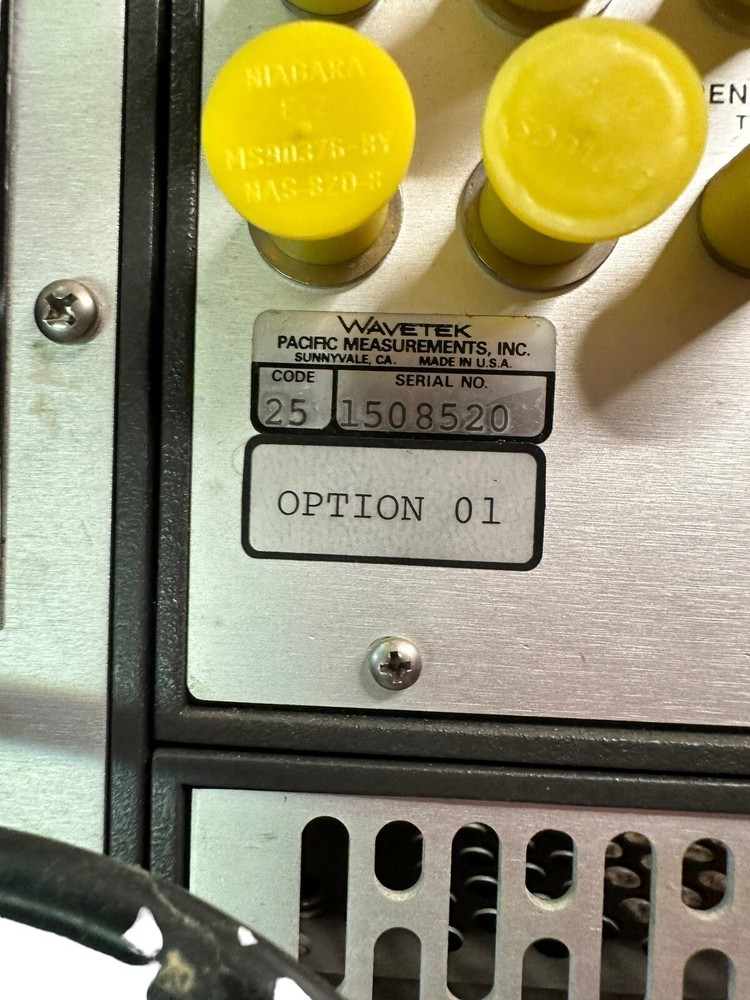 NIAGARA
MS90376-8Y
NAS-820-8
EN
T
WAVETEK
PACIFIC MEASUREMENTS, INC.
SUNNYVALE, CA. MADE IN U.S.A.
CODE SERIAL NO.
25 1508520
OPTION 01